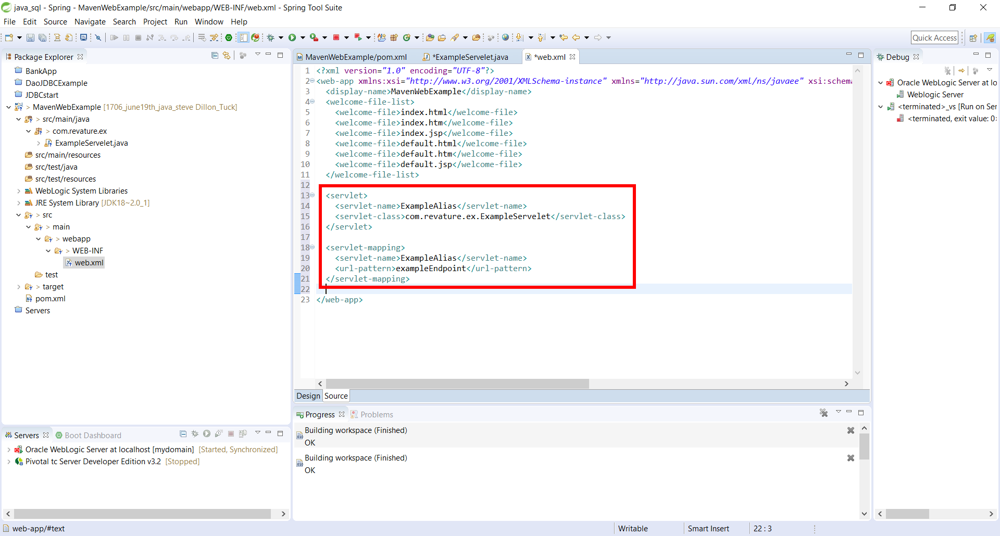 java_sql - Spring - MavenWebExample/src/main/webapp/WEB-INF/web.xml - Spring Tool Suite
File Edit Source Navigate Search Project Run Window Help
Quick Access
Package Explorer
BankApp
DaoJDBCExample
JDBCstart
> MavenWebExample [1706_june19th_java_steve Dillon_Tuck]
> src/main/java
> com.revature.ex
ExampleServelet.java
src/main/resources
src/test/java
src/test/resources
WebLogic System Libraries
JRE System Library [JDK18~2.0_1]
> src
> main
> webapp
> WEB-INF
web.xml
test
> target
pom.xml
Servers
MavenWebExample/pom.xml *ExampleServelet.java *web.xml
1 <?xml version="1.0" encoding="UTF-8"?>
2 <web-app xmlns:xsi="http://www.w3.org/2001/XMLSchema-instance" xmlns="http://java.sun.com/xml/ns/javaee" xsi:schema
3 <display-name>MavenWebExample</display-name>
4 <welcome-file-list>
5 <welcome-file>index.html</welcome-file>
6 <welcome-file>index.htm</welcome-file>
7 <welcome-file>index.jsp</welcome-file>
8 <welcome-file>default.html</welcome-file>
9 <welcome-file>default.htm</welcome-file>
10 <welcome-file>default.jsp</welcome-file>
11 </welcome-file-list>
12
13 <servlet>
14 <servlet-name>ExampleAlias</servlet-name>
15 <servlet-class>com.revature.ex.ExampleServelet</servlet-class>
16 </servlet>
17
18 <servlet-mapping>
19 <servlet-name>ExampleAlias</servlet-name>
20 <url-pattern>exampleEndpoint</url-pattern>
21 </servlet-mapping>
22
23 </web-app>
Design Source
Debug
Oracle WebLogic Server at lo
Weblogic Server
<terminated>_vs [Run on Ser
<terminated, exit value: 0>
Servers Boot Dashboard
Oracle WebLogic Server at localhost [mydomain] [Started, Synchronized]
Pivotal tc Server Developer Edition v3.2 [Stopped]
Progress Problems
Building workspace (Finished)
OK
Building workspace (Finished)
OK
web-app/#text
Writable Smart Insert 22 : 3